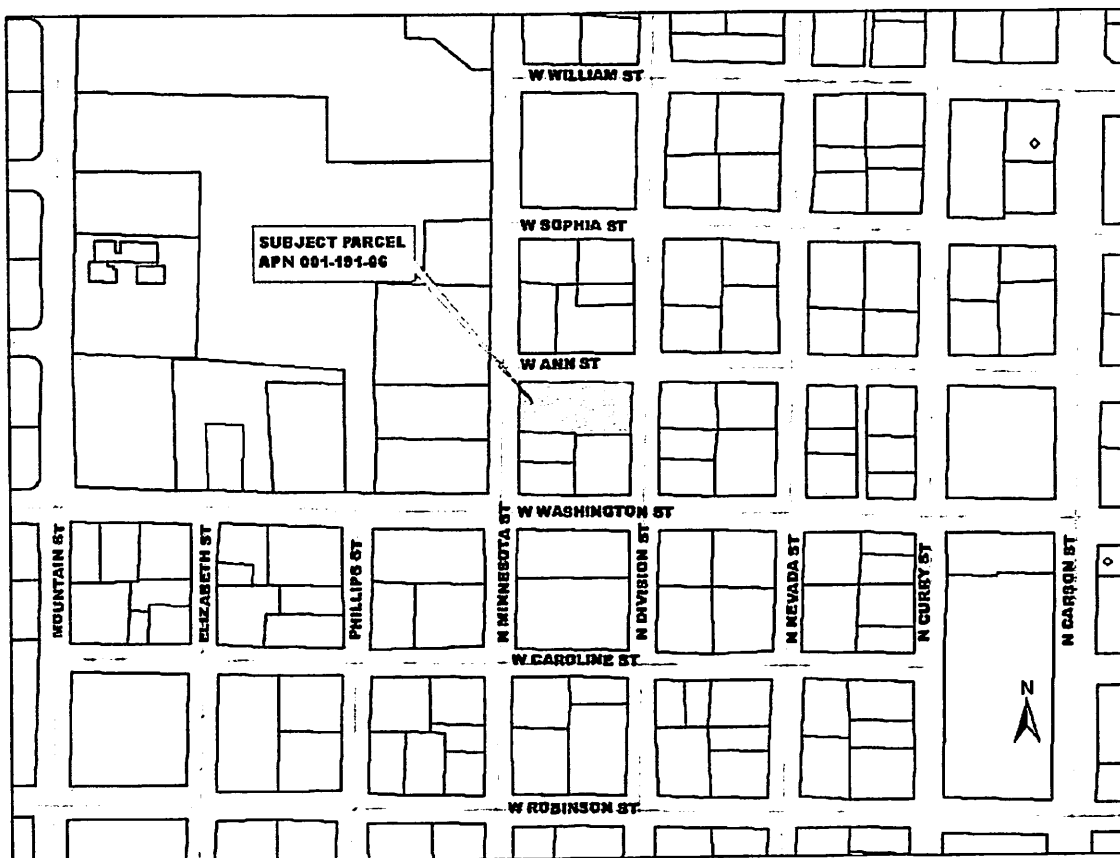 W WILLIAM ST
W SOPHIA ST
SUBJECT PARCEL
APN 001-191-06
W ANN ST
W WASHINGTON ST
MOUNTAIN ST
ELIZABETH ST
PHILLIPS ST
N MINNESOTA ST
N DIVISION ST
N NEVADA ST
N CURRY ST
N CARSON ST
W CAROLINE ST
N
W ROBINSON ST